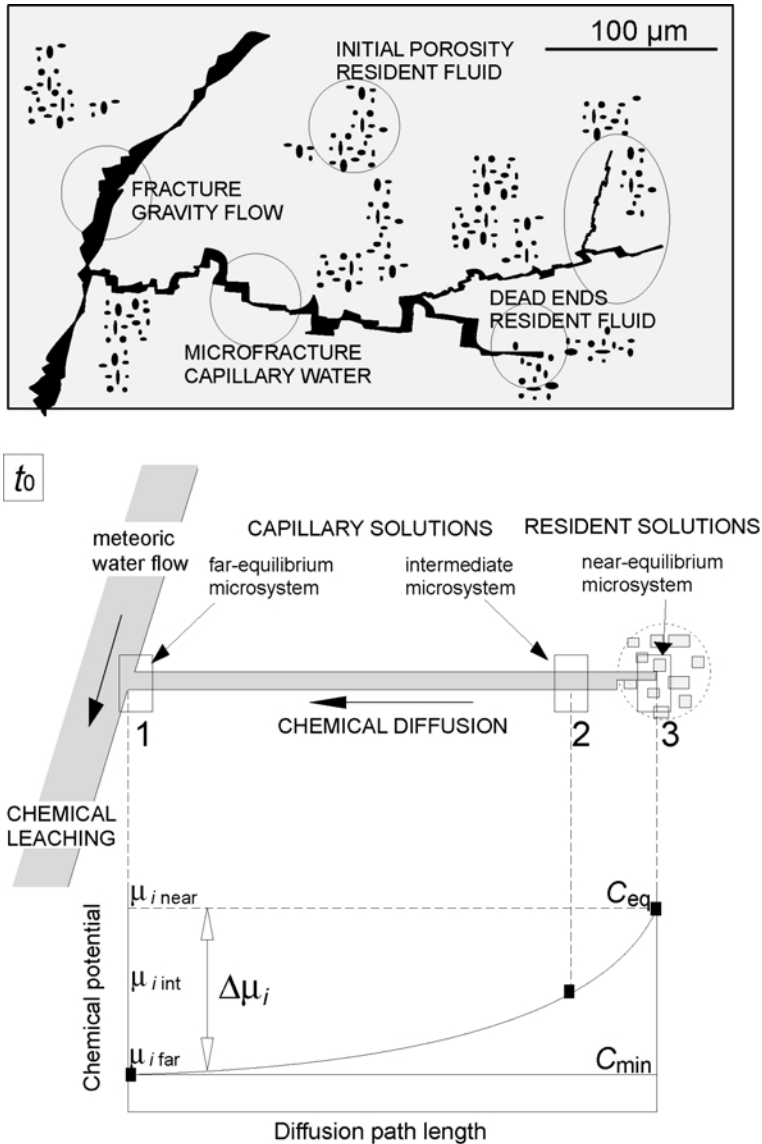 100 µm
INITIAL POROSITY
RESIDENT FLUID
FRACTURE
GRAVITY FLOW
DEAD ENDS
RESIDENT FLUID
MICROFRACTURE
CAPILLARY WATER
t0
CAPILLARY SOLUTIONS
RESIDENT SOLUTIONS
meteoric
water flow
far-equilibrium
microsystem
intermediate
microsystem
near-equilibrium
microsystem
1
CHEMICAL DIFFUSION
2
3
CHEMICAL
LEACHING
Chemical potential
μi near
Ceq
μi int
Δμi
μi far
Cmin
Diffusion path length